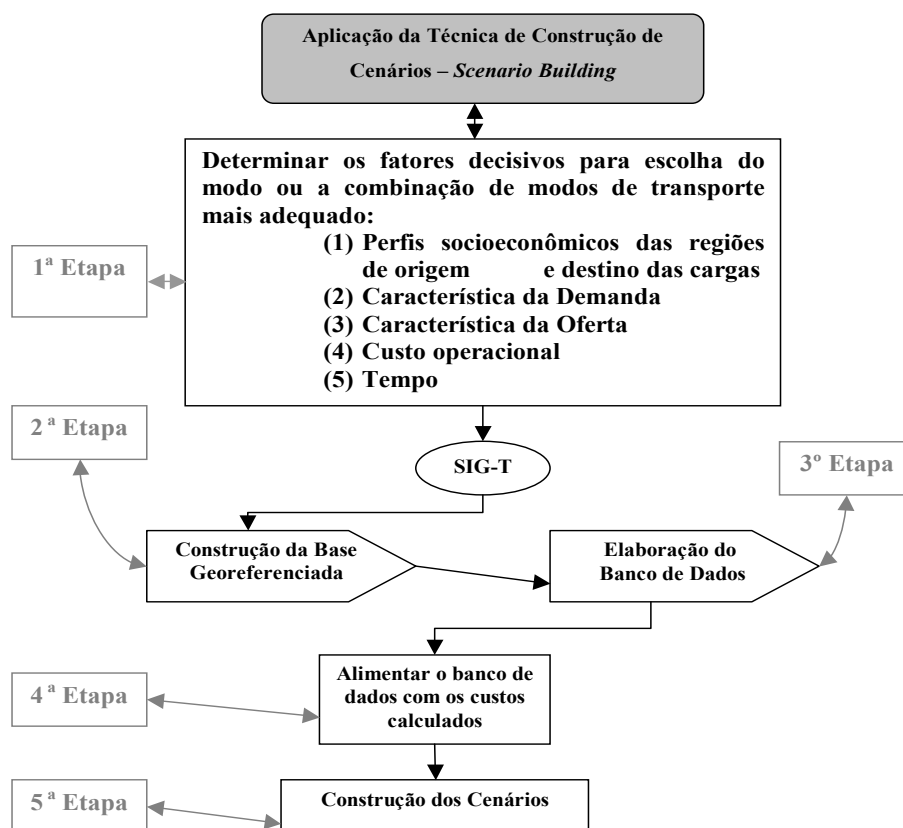 Aplicação da Técnica de Construção de
Cenários – Scenario Building
Determinar os fatores decisivos para escolha do
modo ou a combinação de modos de transporte
mais adequado:
(1) Perfis socioeconômicos das regiões
de origem e destino das cargas
(2) Característica da Demanda
(3) Característica da Oferta
(4) Custo operacional
(5) Tempo
1ª Etapa
2 ª Etapa
SIG-T
3º Etapa
Construção da Base
Georeferenciada
Elaboração do
Banco de Dados
4 ª Etapa
Alimentar o banco de
dados com os custos
calculados
5 ª Etapa
Construção dos Cenários